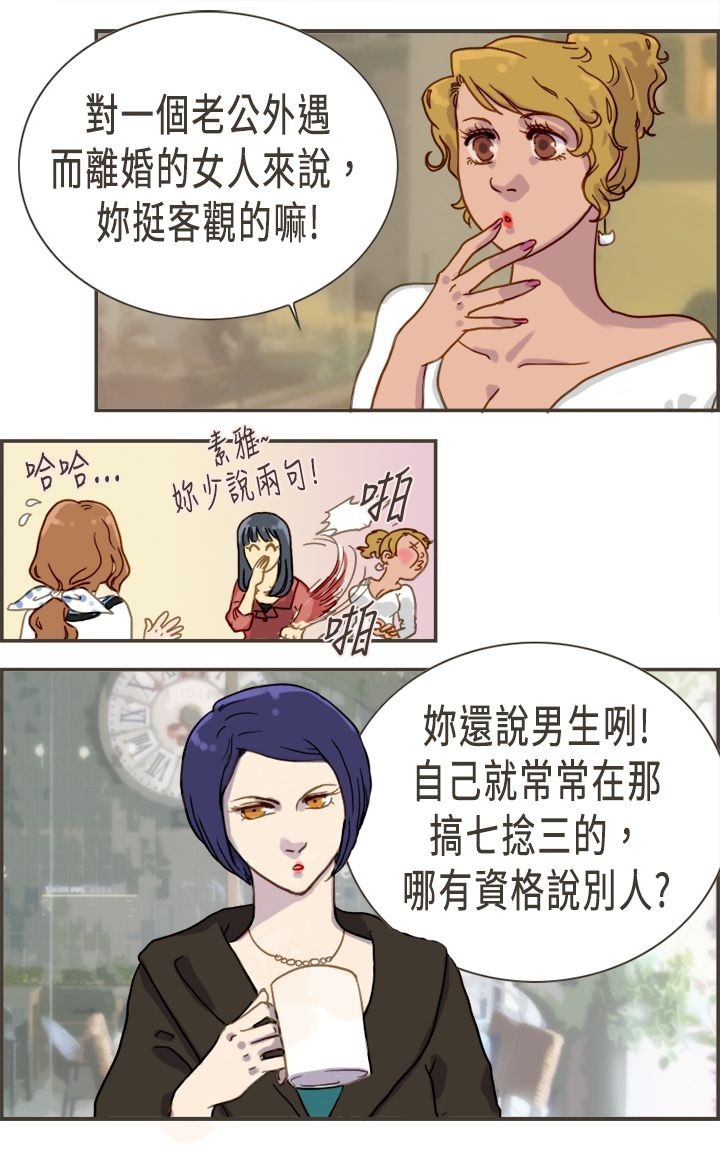 對一個老公外遇
而離婚的女人來說，
妳挺客觀的嘛!
哈哈...
素雅~
妳少說兩句!
啪
啪
妳還說男生咧!
自己就常常在那
搞七捻三的，
哪有資格說別人?
SMOKING AREA